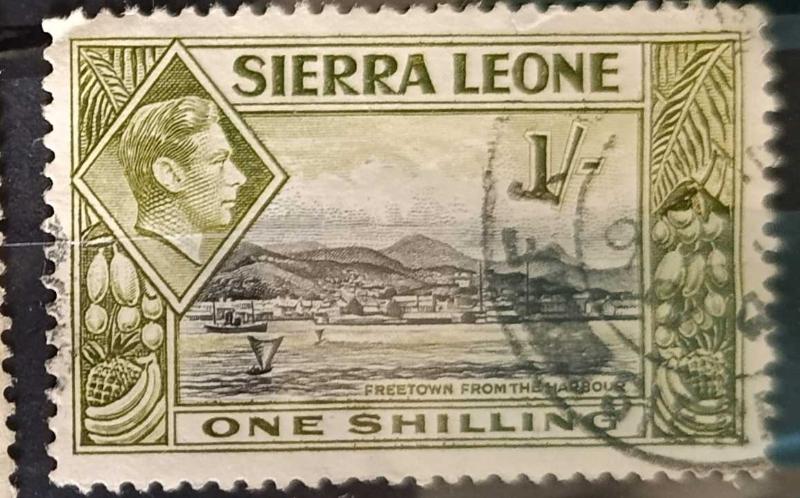 SIERRA LEONE
1/-
FREETOWN FROM THE HARBOUR
ONE SHILLING